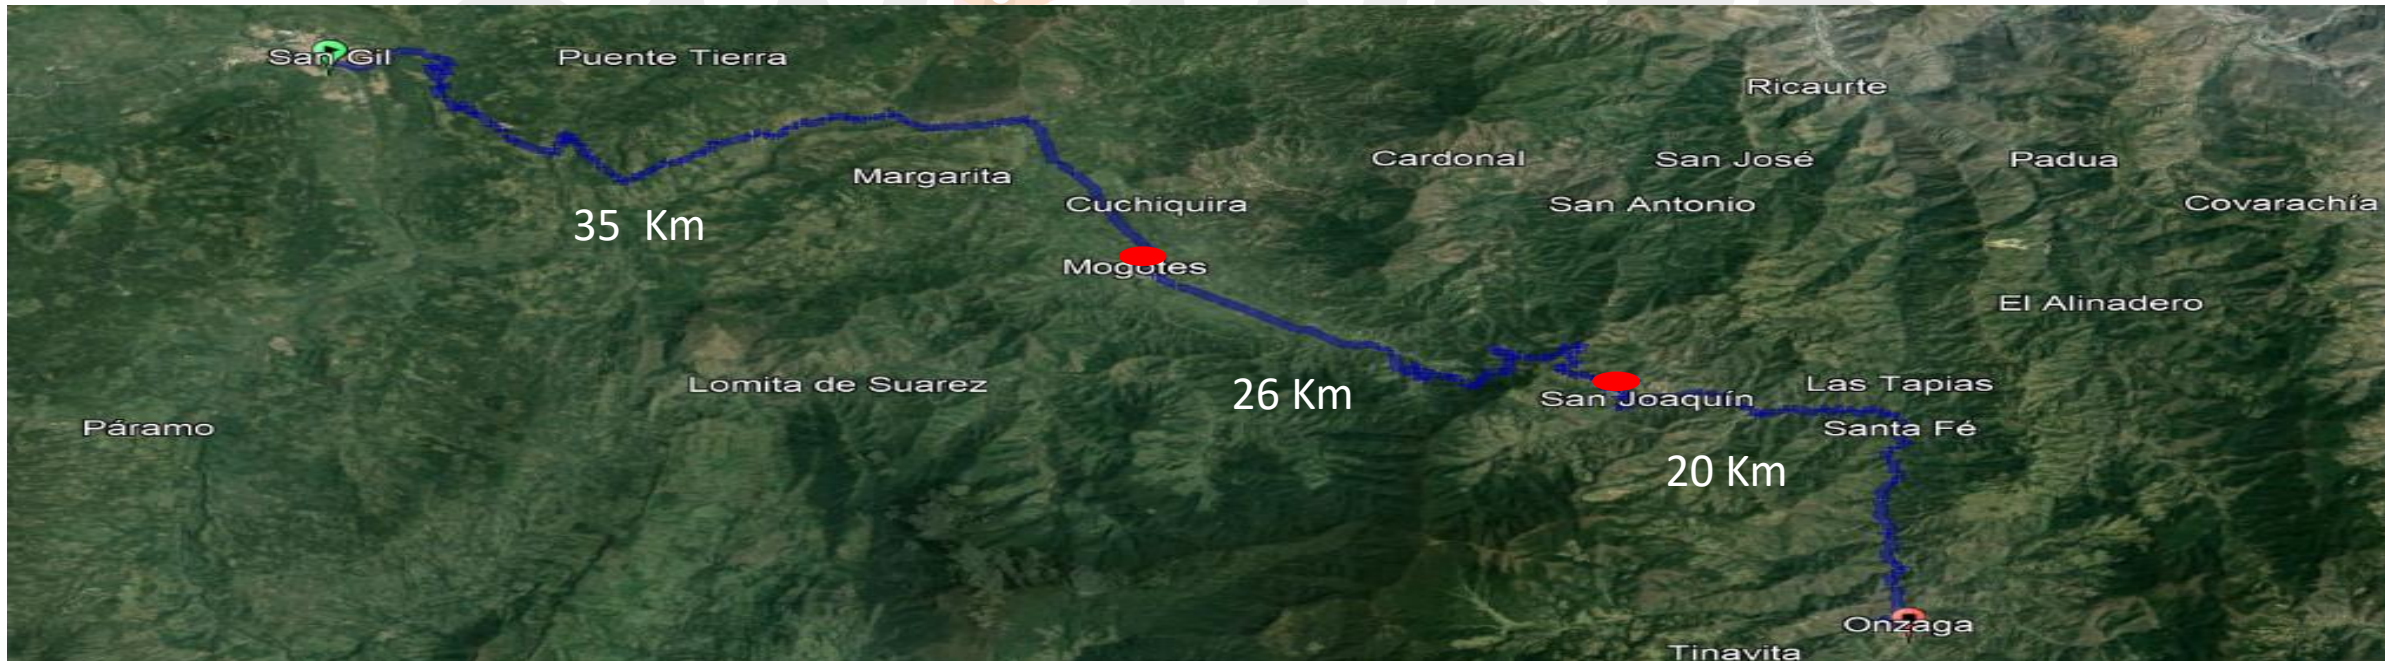 San Gil
Puente Tierra
Ricaurte
Cardonal
San José
Padua
Margarita
Cuchiquira
San Antonio
Covarachía
35 Km
Mogotes
El Alinadero
Lomita de Suarez
26 Km
San Joaquín
Las Tapias
Páramo
Santa Fé
20 Km
Onzaga
Tinavita